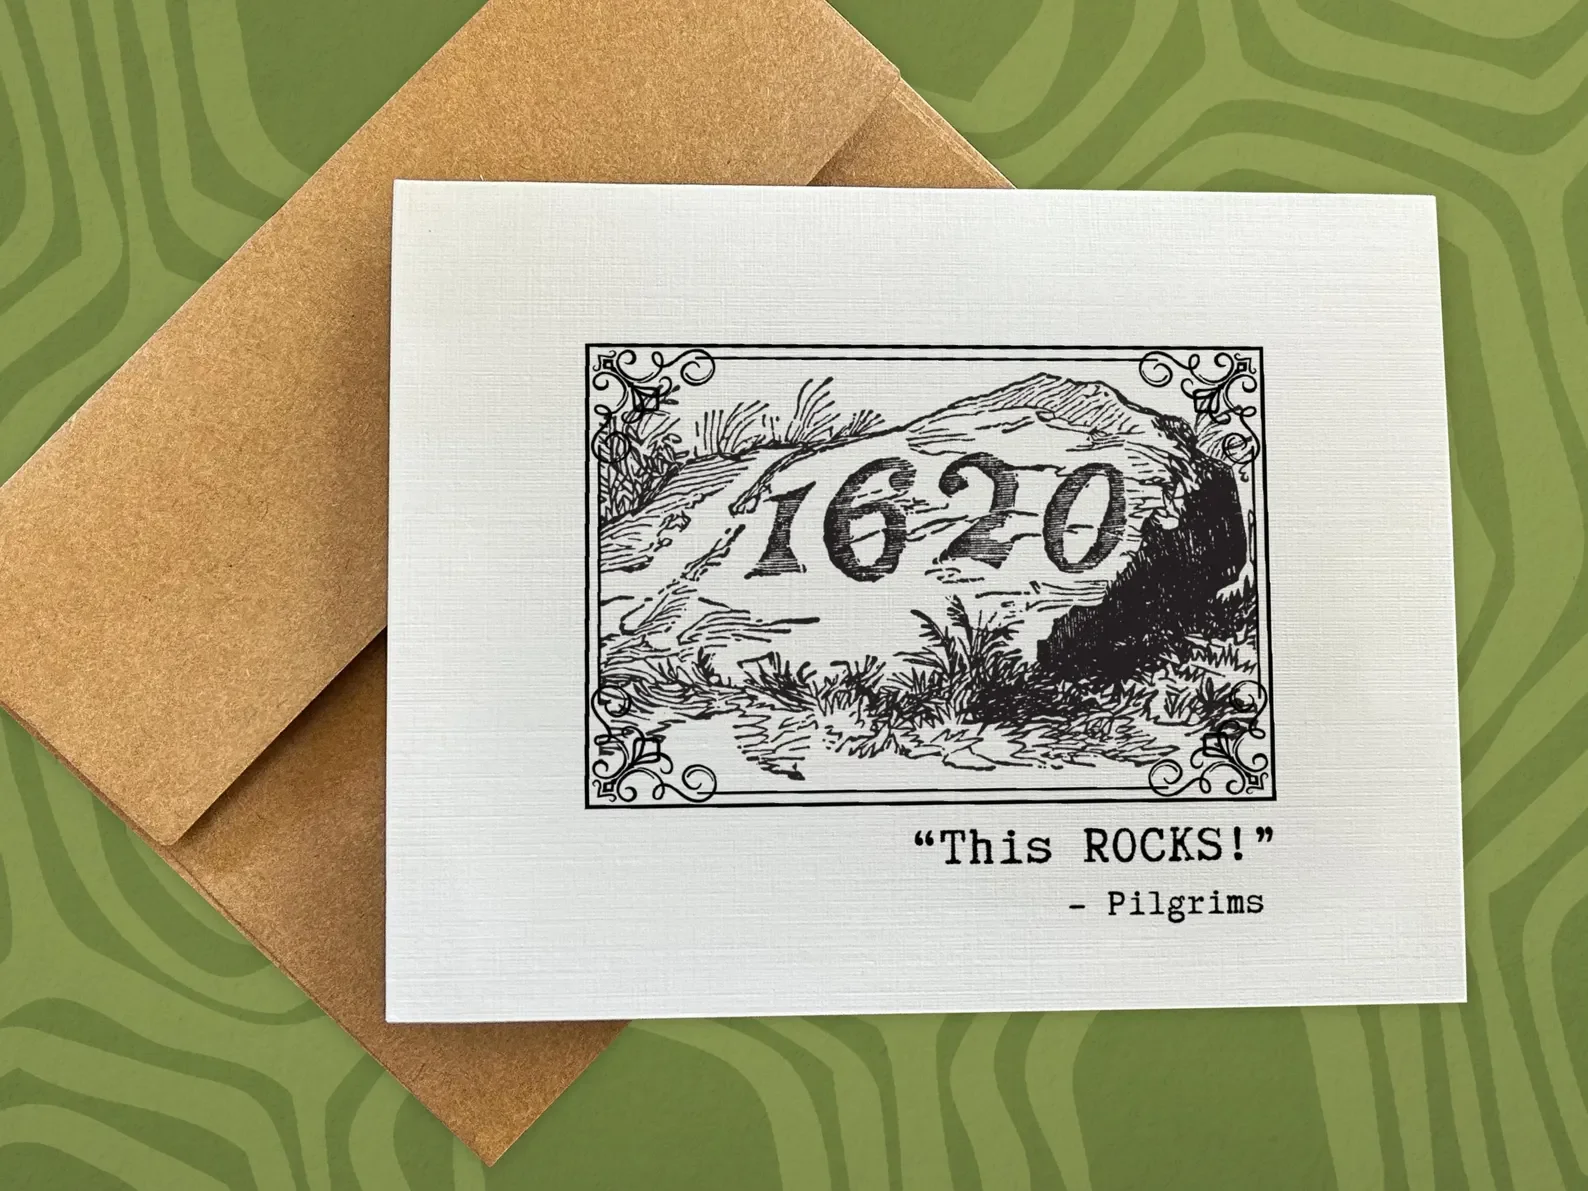 1620
“This ROCKS!”
– Pilgrims